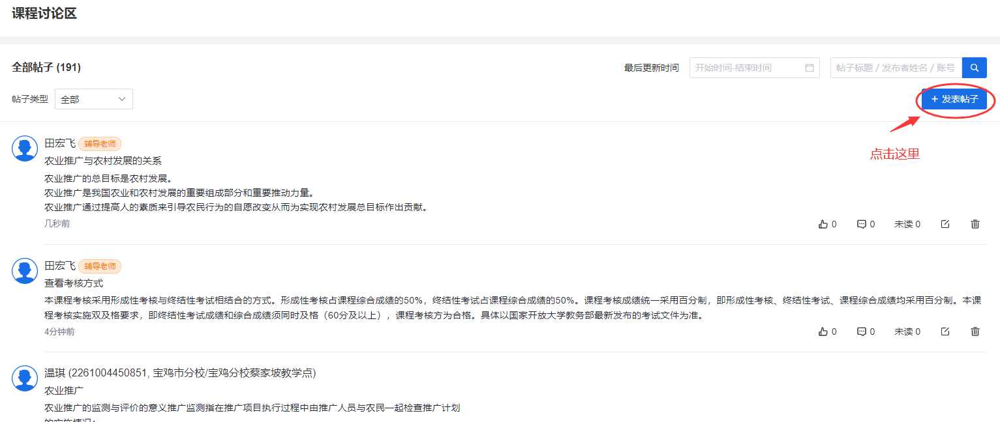 课程讨论区
全部帖子 (191)
最后更新时间 开始时间-结束时间 帖子标题 / 发布者姓名 / 账号
帖子类型 全部
+ 发表帖子
点击这里
田宏飞 辅导老师
农业推广与农村发展的关系
农业推广的总目标是农村发展。
农业推广是我国农业和农村发展的重要组成部分和重要推动力量。
农业推广通过提高人的素质来引导农民行为的自愿改变从而为实现农村发展总目标作出贡献。
几秒前
0 0 未读 0
田宏飞 辅导老师
查看考核方式
本课程考核采用形成性考核与终结性考试相结合的方式。形成性考核占课程综合成绩的50%，终结性考试占课程综合成绩的50%。课程考核成绩统一采用百分制，即形成性考核、终结性考试、课程综合成绩均采用百分制。本课
程考核实施双及格要求，即终结性考试成绩和综合成绩须同时及格（60分及以上），课程考核方为合格。具体以国家开放大学教务部最新发布的考试文件为准。
4分钟前
0 0 未读 0
温琪 (2261004450851, 宝鸡市分校/宝鸡分校蔡家坡教学点)
农业推广
农业推广的监测与评价的意义推广监测指在推广项目执行过程中由推广人员与农民一起检查推广计划
的实施情况；